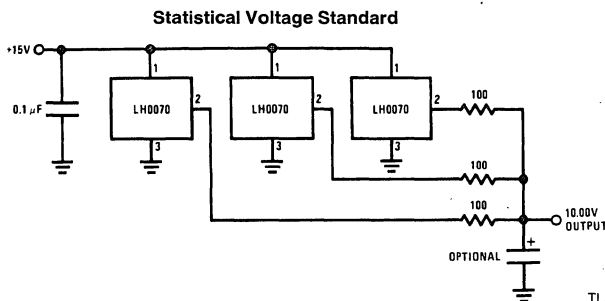 Statistical Voltage Standard
+15V
1
1
1
0.1 μF
LH0070
2
LH0070
2
LH0070
2
100
3
3
3
100
100
10.00V
OUTPUT
OPTIONAL
+
TL